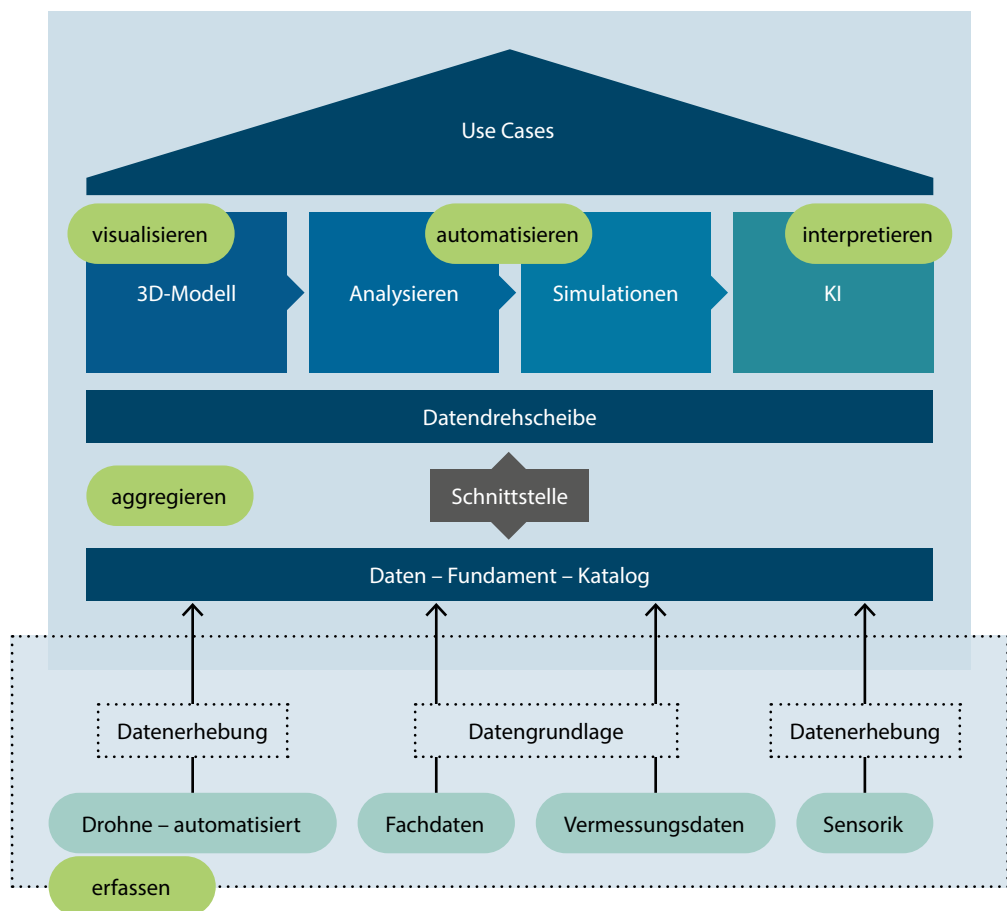 Use Cases
visualisieren
automatisieren
interpretieren
3D-Modell
Analysieren
Simulationen
KI
Datendrehscheibe
aggregieren
Schnittstelle
Daten – Fundament – Katalog
Datenerhebung
Datengrundlage
Datenerhebung
Drohne – automatisiert
Fachdaten
Vermessungsdaten
Sensorik
erfassen